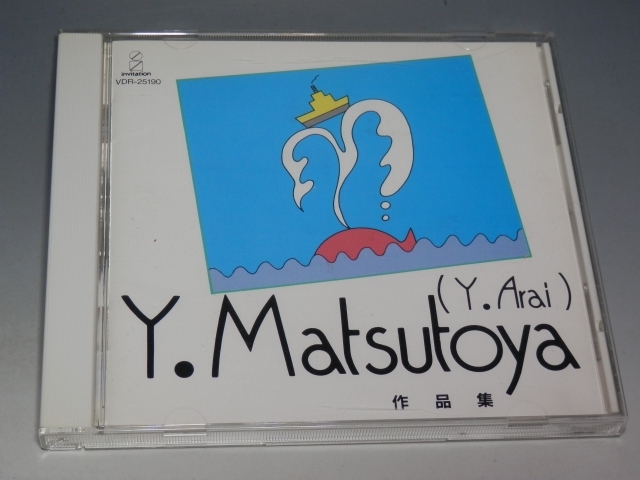 invitation
VDR-25190
(Y. Arai)
Y. Matsutoya
作品集